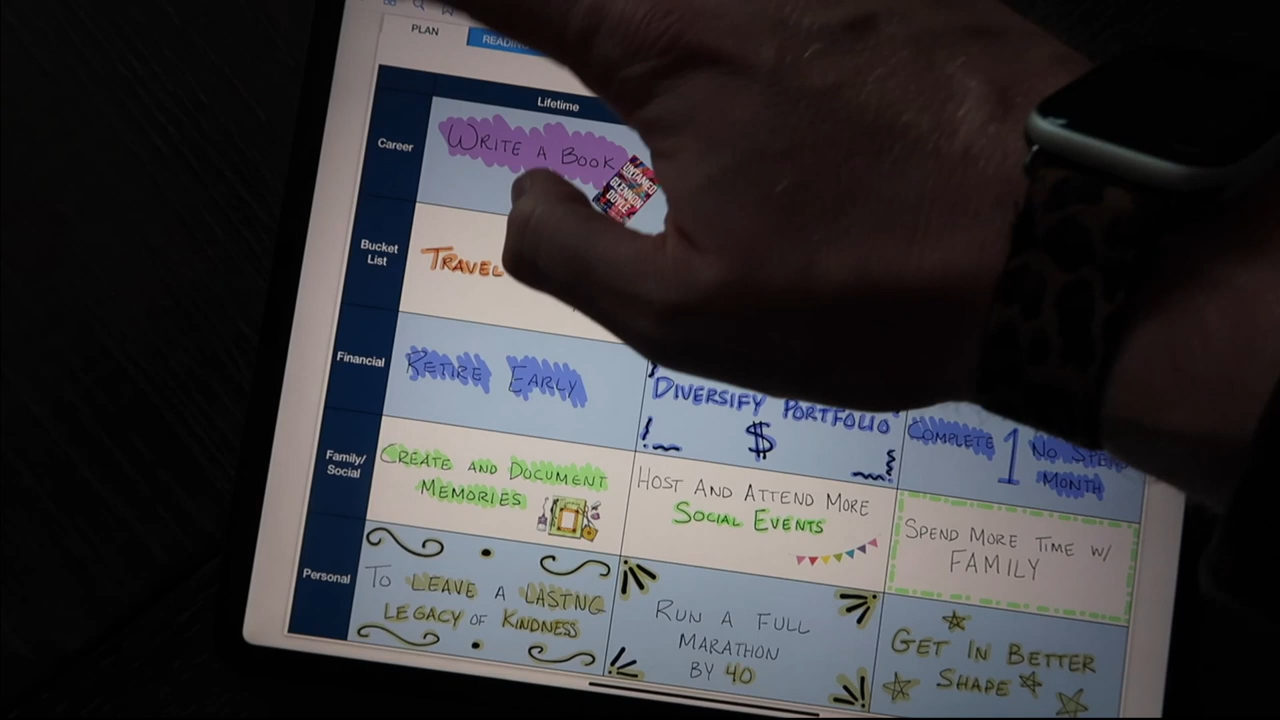 PLAN
READING
Lifetime
Career
WRITE A BOOK
UNTAMED
GLENNON
DOYLE
Bucket
List
TRAVEL
Financial
RETIRE EARLY
DIVERSIFY PORTFOLIO
$
COMPLETE 1 NO SPEND
MONTH
Family/
Social
CREATE AND DOCUMENT
MEMORIES
HOST AND ATTEND MORE
SOCIAL EVENTS
SPEND MORE TIME W/
FAMILY
Personal
TO LEAVE A LASTNG
LEGACY OF KINDNESS
RUN A FULL
MARATHON
BY 40
GET IN BETTER
SHAPE